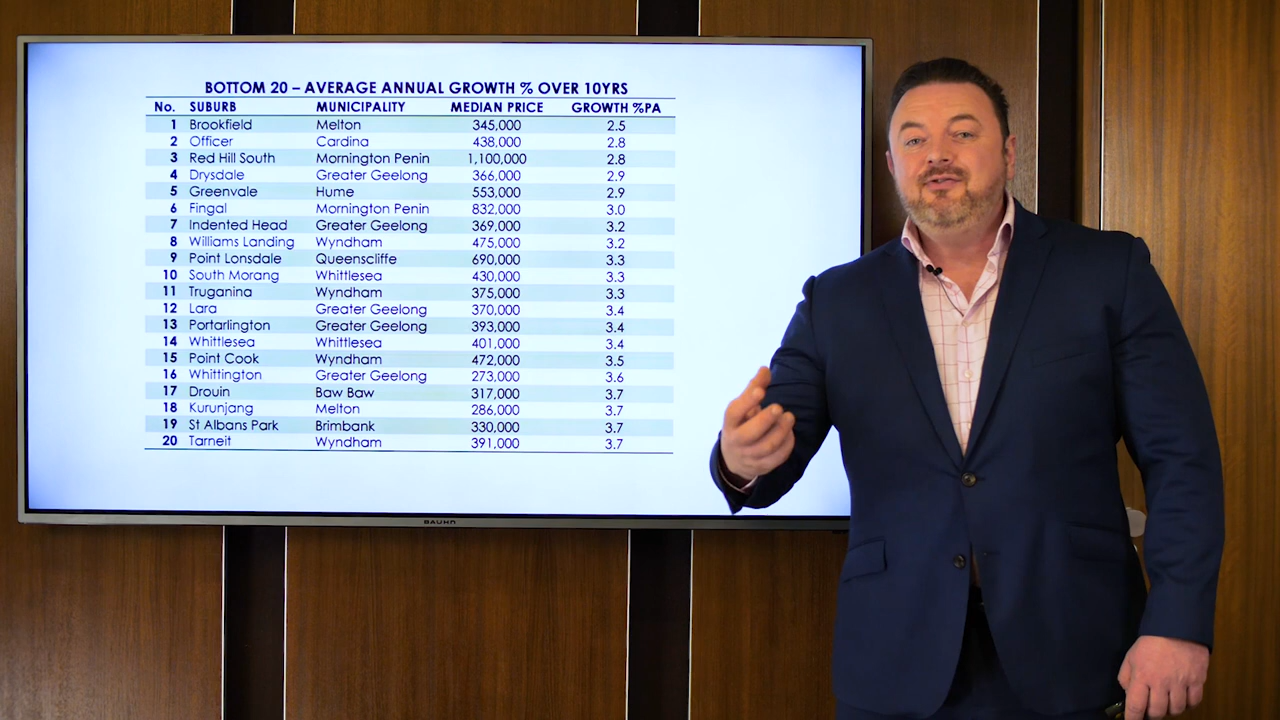 BOTTOM 20 – AVERAGE ANNUAL GROWTH % OVER 10YRS
No. SUBURB MUNICIPALITY MEDIAN PRICE GROWTH %PA
1 Brookfield Melton 345,000 2.5
2 Officer Cardina 438,000 2.8
3 Red Hill South Mornington Penin 1,100,000 2.8
4 Drysdale Greater Geelong 366,000 2.9
5 Greenvale Hume 553,000 2.9
6 Fingal Mornington Penin 832,000 3.0
7 Indented Head Greater Geelong 369,000 3.2
8 Williams Landing Wyndham 475,000 3.2
9 Point Lonsdale Queenscliffe 690,000 3.3
10 South Morang Whittlesea 430,000 3.3
11 Truganina Wyndham 375,000 3.3
12 Lara Greater Geelong 370,000 3.4
13 Portarlington Greater Geelong 393,000 3.4
14 Whittlesea Whittlesea 401,000 3.4
15 Point Cook Wyndham 472,000 3.5
16 Whittington Greater Geelong 273,000 3.6
17 Drouin Baw Baw 317,000 3.7
18 Kurunjang Melton 286,000 3.7
19 St Albans Park Brimbank 330,000 3.7
20 Tarneit Wyndham 391,000 3.7
BAUHN